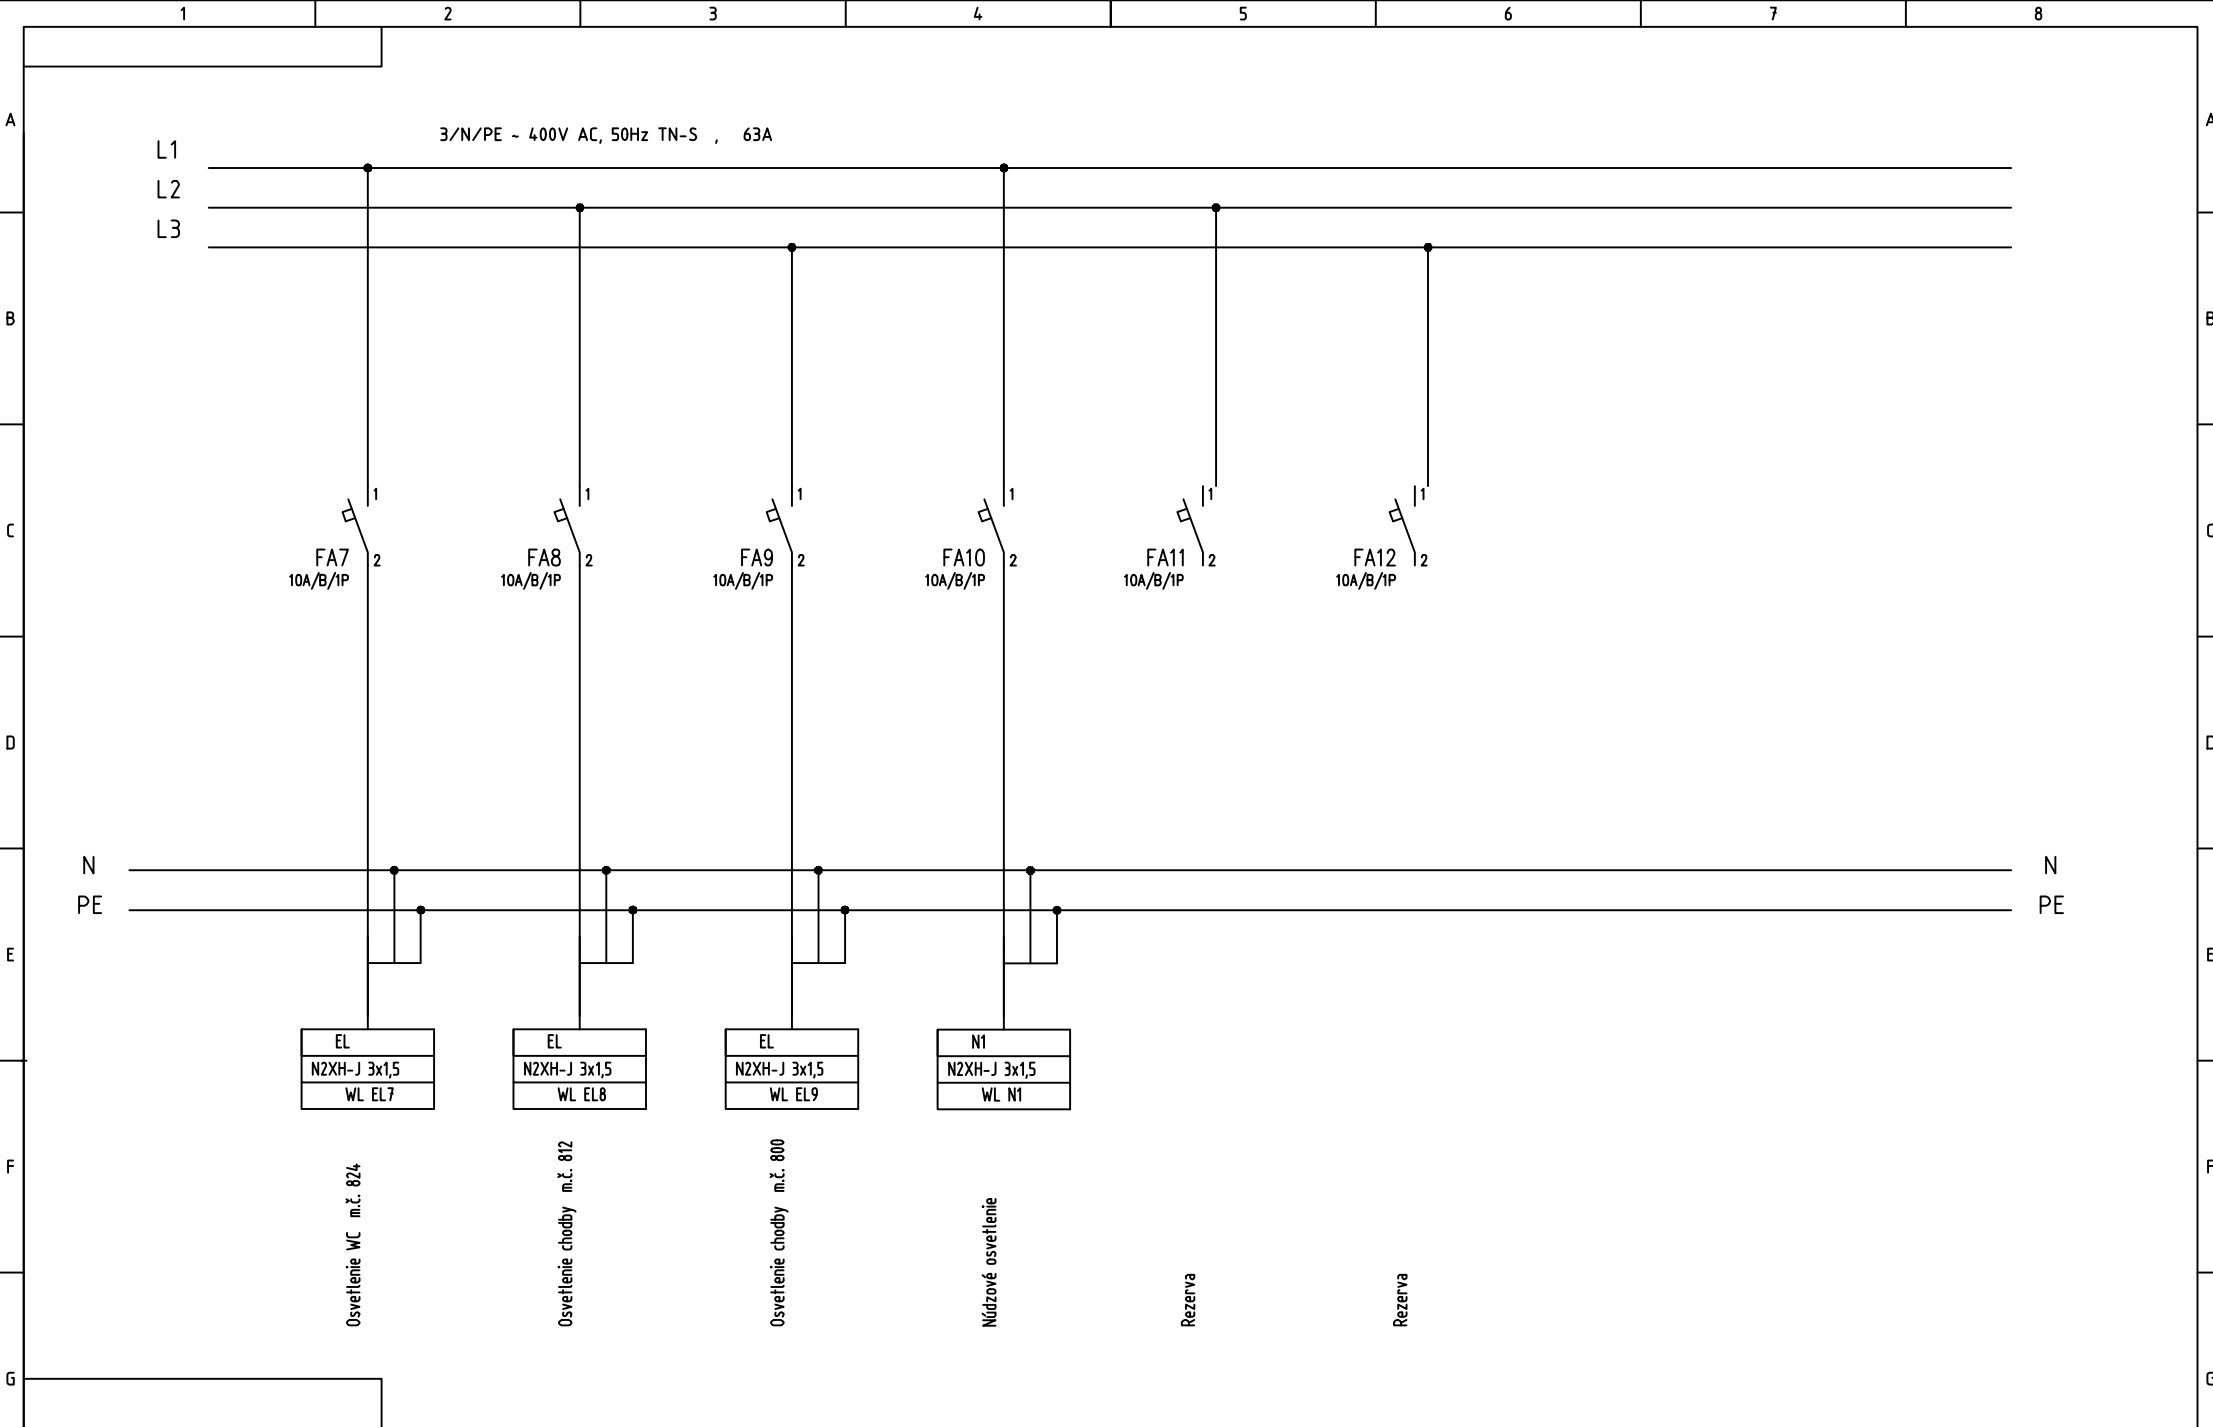 1 2 3 4 5 6 7 8
A A
3/N/PE ~ 400V AC, 50Hz TN-S , 63A
L1
L2
L3
B B
1 1 1 1 1 1
C C
FA7 2 FA8 2 FA9 2 FA10 2 FA11 2 FA12 2
10A/B/1P 10A/B/1P 10A/B/1P 10A/B/1P 10A/B/1P 10A/B/1P
D D
N N
PE PE
E E
EL EL EL N1
N2XH-J 3x1,5 N2XH-J 3x1,5 N2XH-J 3x1,5 N2XH-J 3x1,5
WL EL7 WL EL8 WL EL9 WL N1
F F
Osvetlenie WC m.č. 824
Osvetlenie chodby m.č. 812
Osvetlenie chodby m.č. 800
Núdzové osvetlenie
Rezerva
Rezerva
G G